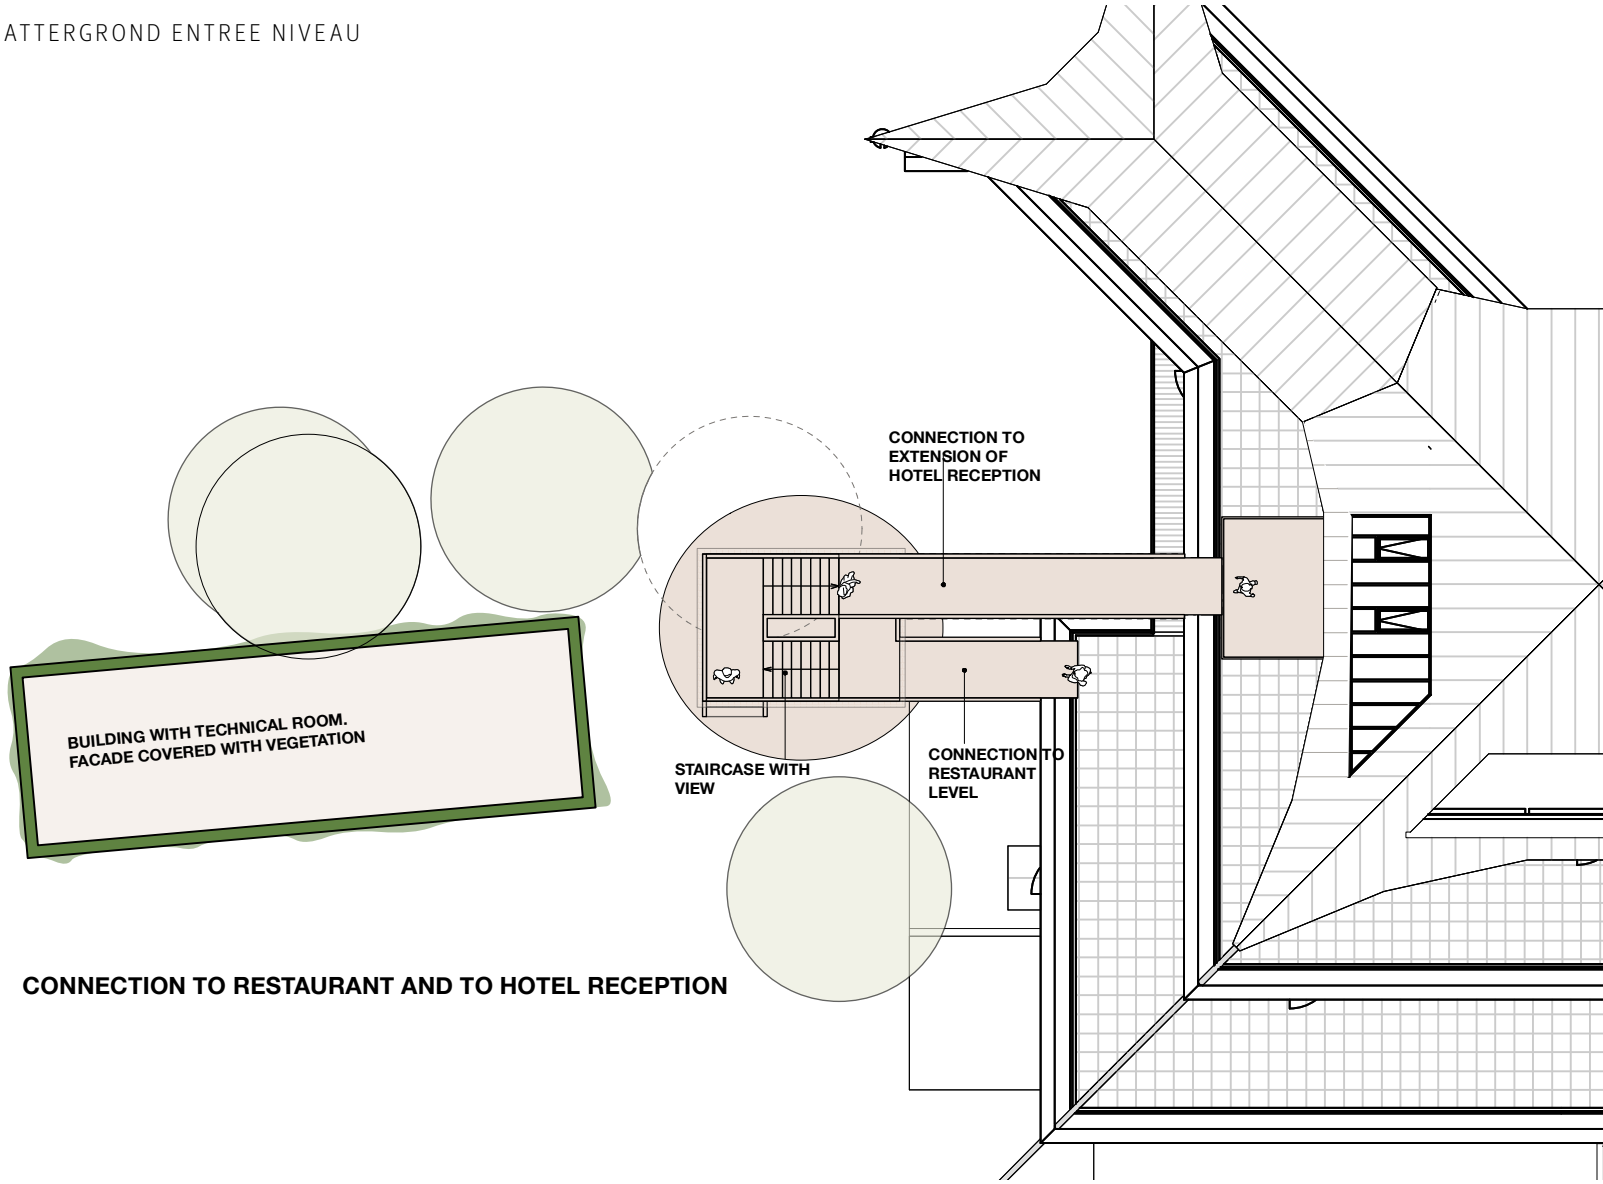 ATTERGROND ENTREE NIVEAU
CONNECTION TO
EXTENSION OF
HOTEL RECEPTION
BUILDING WITH TECHNICAL ROOM.
FACADE COVERED WITH VEGETATION
STAIRCASE WITH
VIEW
CONNECTION TO
RESTAURANT
LEVEL
CONNECTION TO RESTAURANT AND TO HOTEL RECEPTION